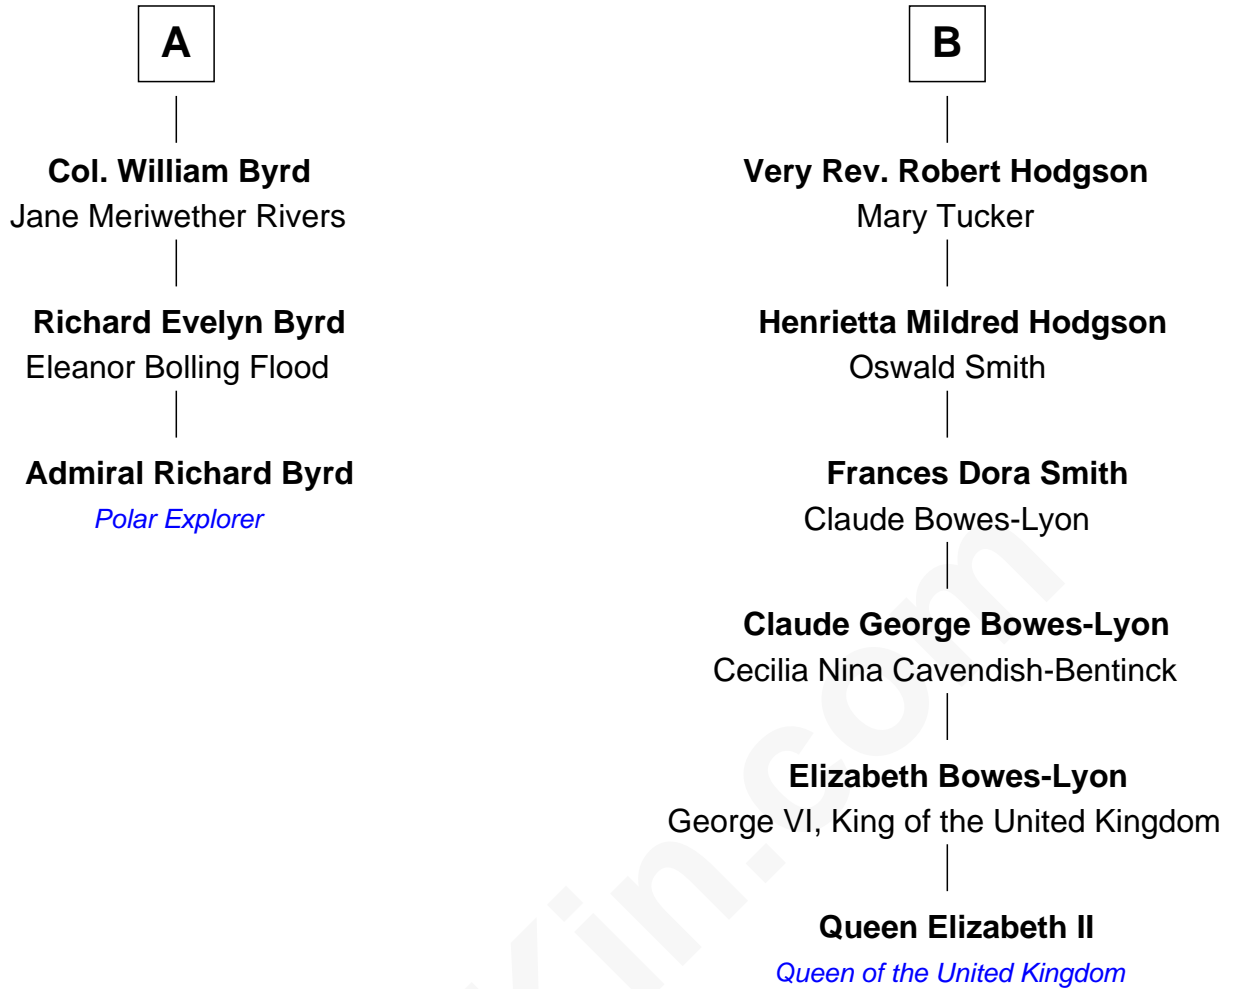 A
Col. William Byrd
Jane Meriwether Rivers
Richard Evelyn Byrd
Eleanor Bolling Flood
Admiral Richard Byrd
Polar Explorer
B
Very Rev. Robert Hodgson
Mary Tucker
Henrietta Mildred Hodgson
Oswald Smith
Frances Dora Smith
Claude Bowes-Lyon
Claude George Bowes-Lyon
Cecilia Nina Cavendish-Bentinck
Elizabeth Bowes-Lyon
George VI, King of the United Kingdom
Queen Elizabeth II
Queen of the United Kingdom